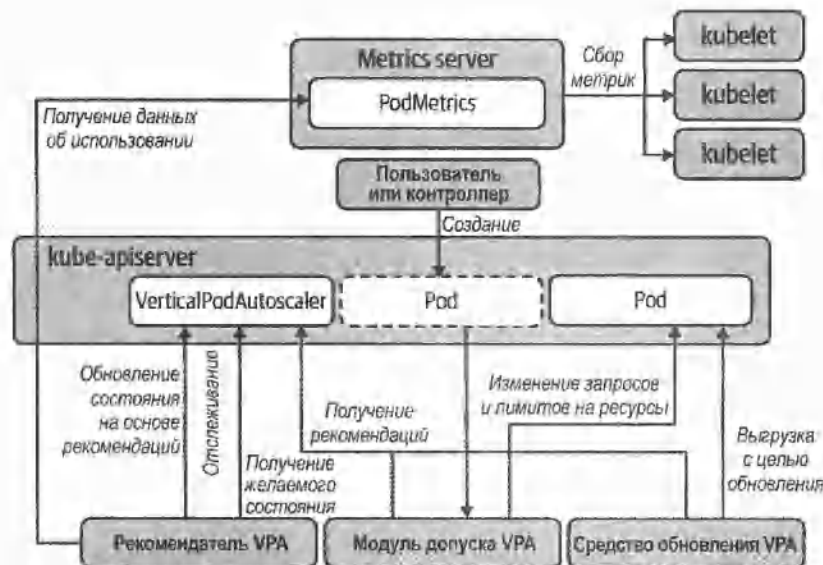 Metrics server
PodMetrics
Сбор
метрик
kubelet
kubelet
kubelet
Получение данных
об использовании
Пользователь
или контроллер
Создание
kube-apiserver
VerticalPodAutoscaler
Pod
Pod
Обновление
состояния
на основе
рекомендаций
Отслеживание
Получение
желаемого
состояния
Получение
рекомендаций
Изменение запросов
и лимитов на ресурсы
Выгрузка
с целью
обновления
Рекомендатель VPA
Модуль допуска VPA
Средство обновления VPA